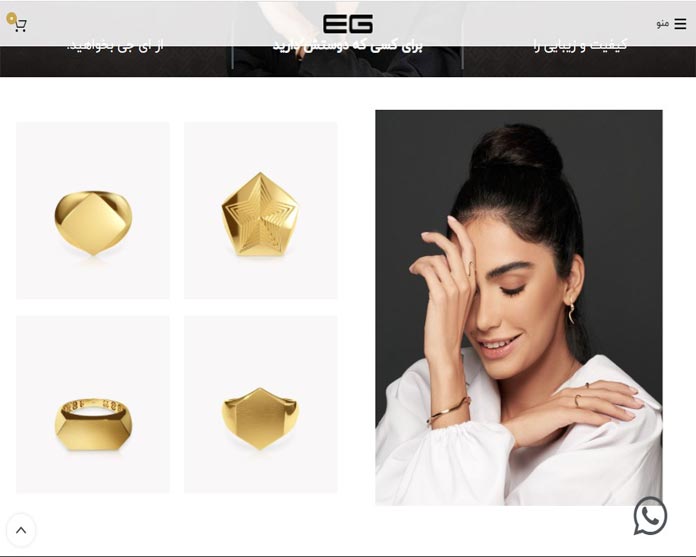 منو
EG
0
کیفیت و زیبایی را
برای کسی که دوستش دارید
از ای جی بخواهید.